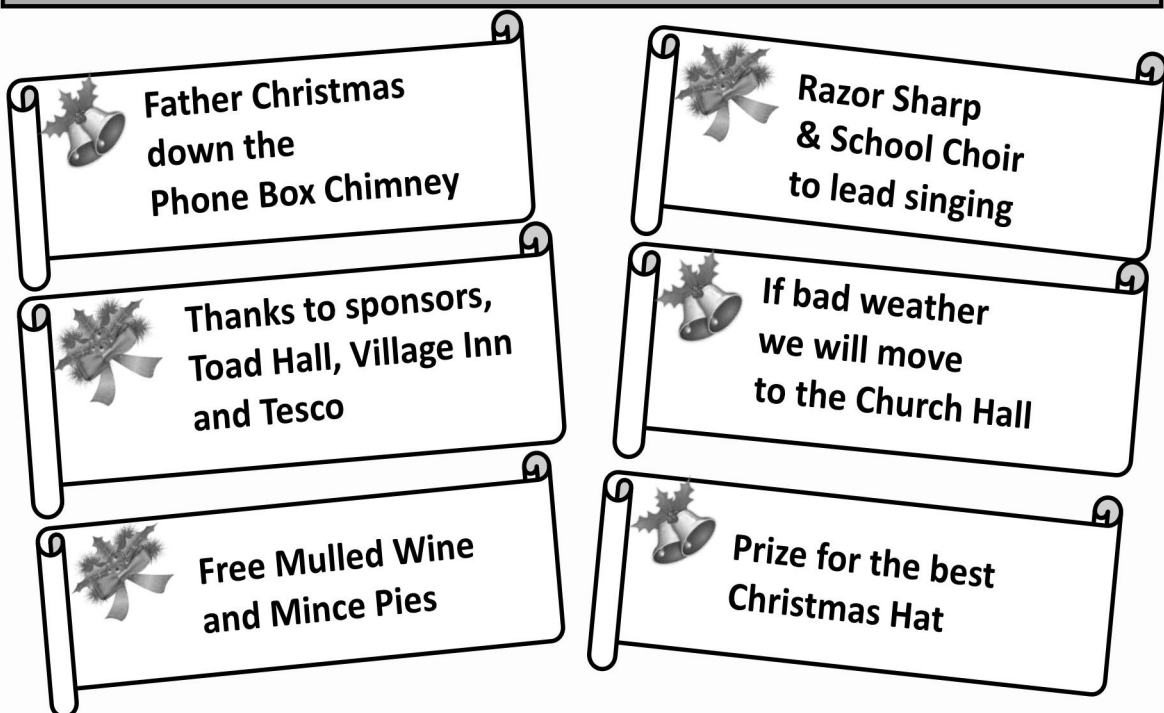 Father Christmas
down the
Phone Box Chimney
Razor Sharp
& School Choir
to lead singing
Thanks to sponsors,
Toad Hall, Village Inn
and Tesco
If bad weather
we will move
to the Church Hall
Free Mulled Wine
and Mince Pies
Prize for the best
Christmas Hat